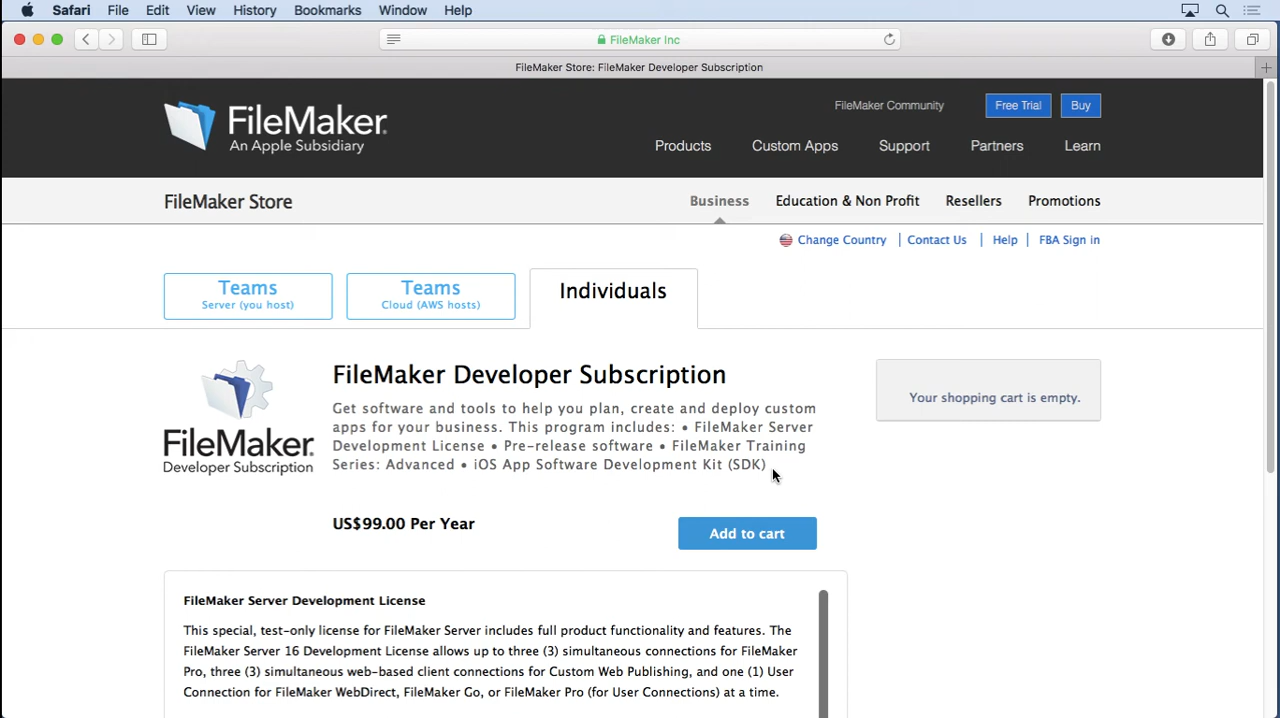 Safari File Edit View History Bookmarks Window Help
FileMaker Inc
FileMaker Store: FileMaker Developer Subscription
FileMaker
An Apple Subsidiary
FileMaker Community Free Trial Buy
Products Custom Apps Support Partners Learn
FileMaker Store Business Education & Non Profit Resellers Promotions
Change Country | Contact Us | Help | FBA Sign in
Teams
Server (you host)
Teams
Cloud (AWS hosts)
Individuals
FileMaker
Developer Subscription
FileMaker Developer Subscription
Get software and tools to help you plan, create and deploy custom
apps for your business. This program includes: • FileMaker Server
Development License • Pre-release software • FileMaker Training
Series: Advanced • iOS App Software Development Kit (SDK)
Your shopping cart is empty.
US$99.00 Per Year
Add to cart
FileMaker Server Development License
This special, test-only license for FileMaker Server includes full product functionality and features. The
FileMaker Server 16 Development License allows up to three (3) simultaneous connections for FileMaker
Pro, three (3) simultaneous web-based client connections for Custom Web Publishing, and one (1) User
Connection for FileMaker WebDirect, FileMaker Go, or FileMaker Pro (for User Connections) at a time.